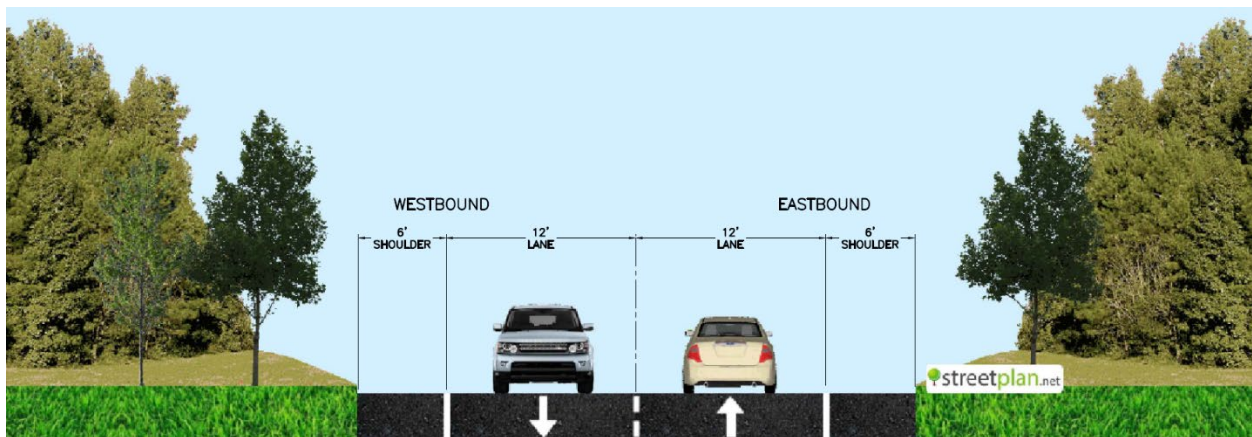 WESTBOUND
EASTBOUND
6'
SHOULDER
12'
LANE
12'
LANE
6'
SHOULDER
streetplan.net